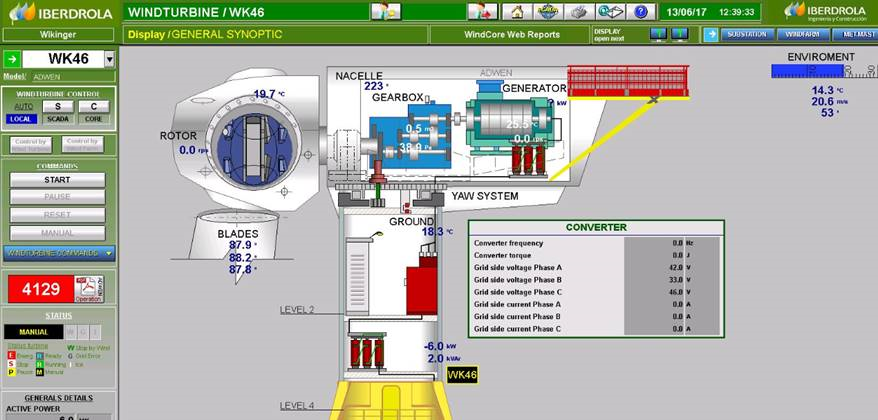 IBERDROLA
WINDTURBINE / WK46
13/06/17
12:39:33
IBERDROLA
Ingeniería y Construcción
Wikinger
Display / GENERAL SYNOPTIC
WindCore Web Reports
DISPLAY
open next
SUBSTATION
WINDFARM
MET.MAST
WK46
Model: ADWEN
WINDTURBINE CONTROL
AUTO S C
LOCAL SCADA CORE
Control by
Control by
COMMANDS
START
PAUSE
RESET
MANUAL
WINDTURBINE COMMANDS
4129
Operation
STATUS
MANUAL W G I
Status turbine
W Stop by Wind
E Emerg R Ready G Grid Error
S Stop R Running I Ice
P Pause M Manual
GENERALS DETAILS
ACTIVE POWER
NACELLE
223 °
ADWEN
GEARBOX
GENERATOR
kW
19.7 °C
ROTOR
0.0 rps
0.5
38.9
25.5 °C
0.0
YAW SYSTEM
BLADES
87.9 °
88.2 °
87.8 °
GROUND
18.3 °C
LEVEL 2
-6.0 kW
2.0 kVAr
WK46
LEVEL 4
ENVIROMENT
0 50
14.3 °C
20.6 m/s
53 °
CONVERTER
Converter frequency 0.0 Hz
Converter torque 0.0 J
Grid side voltage Phase A 42.0 V
Grid side voltage Phase B 33.0 V
Grid side voltage Phase C 46.0 V
Grid side current Phase A 0.0 A
Grid side current Phase B 0.0 A
Grid side current Phase C 0.0 A